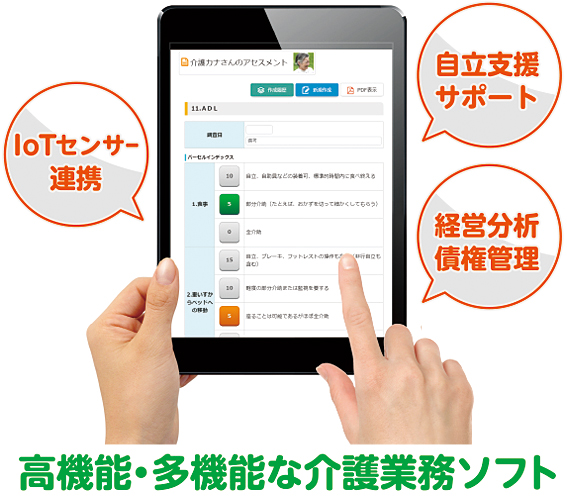 介護カナさんのアセスメント
作成履歴
新規作成
PDF表示
11.ADL
調査日
備考
バーセルインデックス
1.食事
10
自立、自助具などの装着可、標準的時間内に食べ終える
5
部分介助（たとえば、おかずを切って細かくしてもらう）
0
全介助
2.車いすからベッドへの移動
15
自立、ブレーキ、フットレストの操作も
行自立も含む）
10
軽度の部分介助または監視を要する
5
座ることは可能であるがほぼ全介助
IoTセンサー
連携
自立支援
サポート
経営分析
債権管理
高機能・多機能な介護業務ソフト